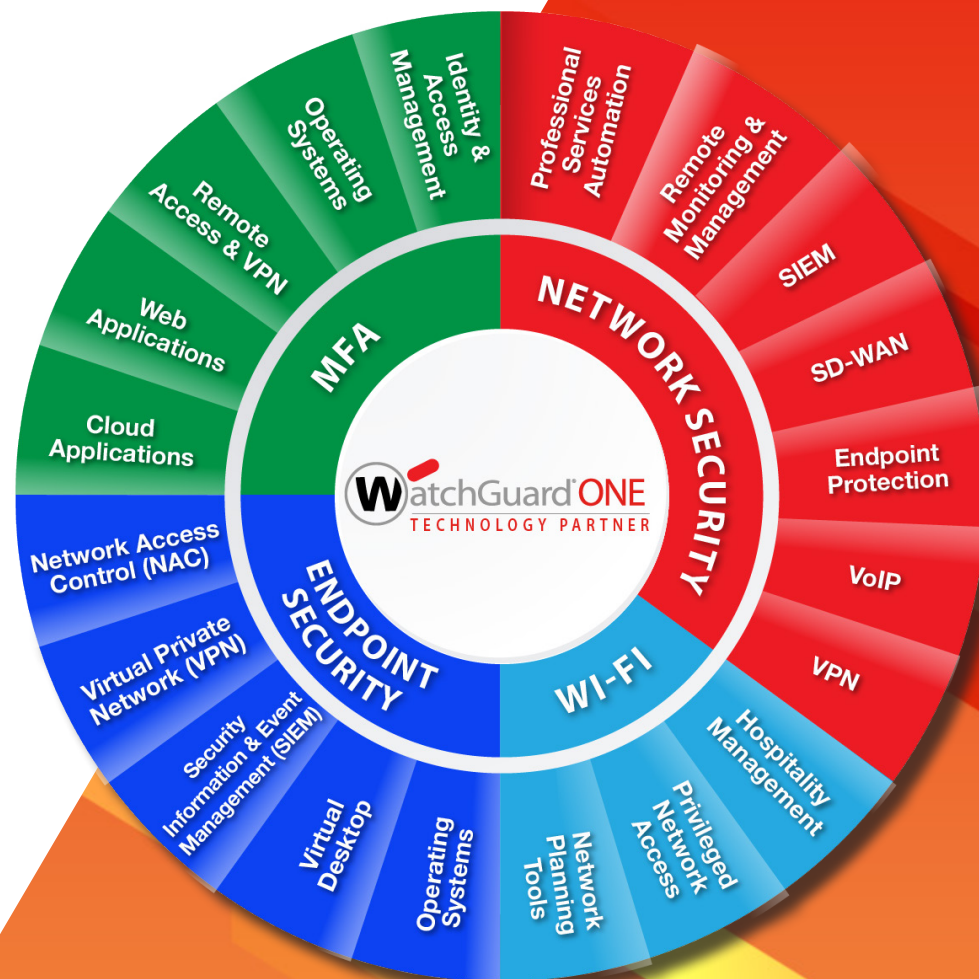 WatchGuard ONE
TECHNOLOGY PARTNER
NETWORK SECURITY
Professional
Services
Automation
Remote
Monitoring &
Management
SIEM
SD-WAN
Endpoint
Protection
VoIP
VPN
WI-FI
Hospitality
Management
Privileged
Network
Access
Network
Planning
Tools
ENDPOINT
SECURITY
Operating
Systems
Virtual
Desktop
Security
Information & Event
Management (SIEM)
Virtual Private
Network (VPN)
Network Access
Control (NAC)
MFA
Cloud
Applications
Web
Applications
Remote
Access & VPN
Operating
Systems
Identity &
Access
Management